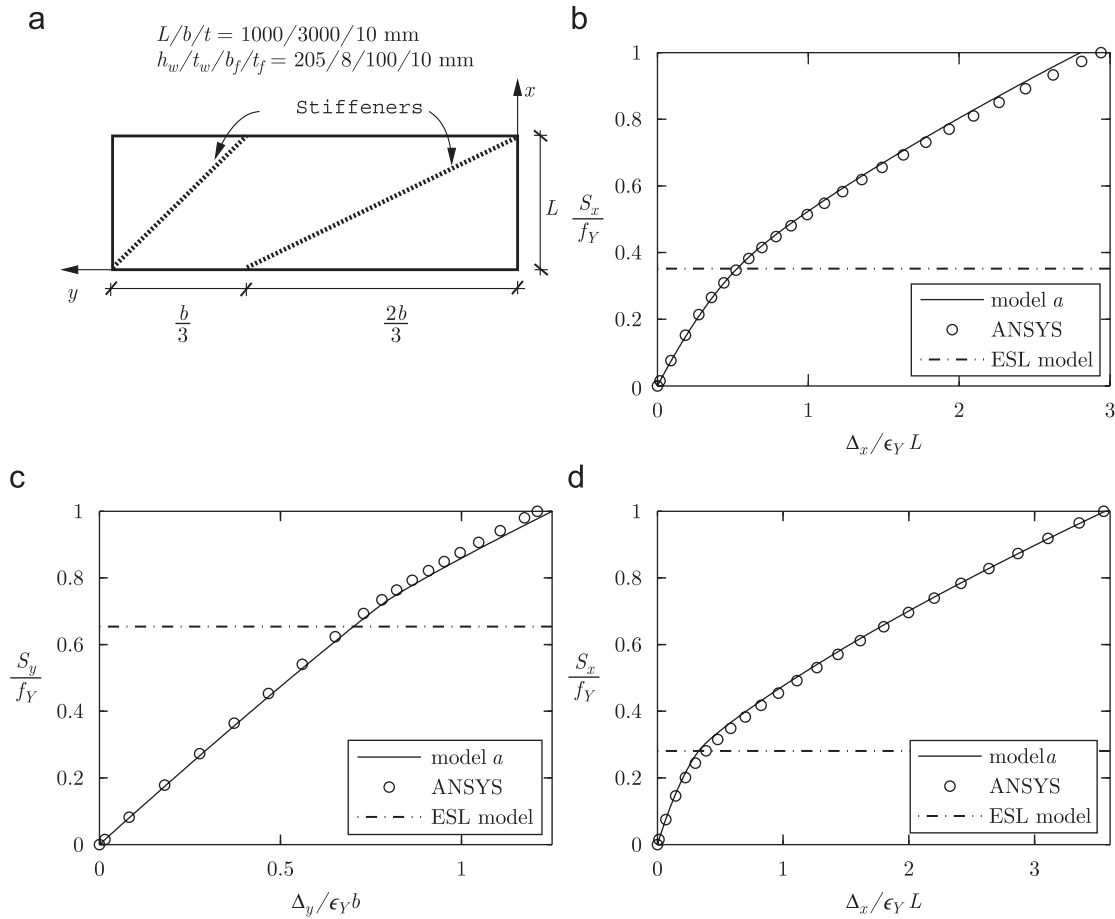 a
L/b/t = 1000/3000/10 mm
h_w/t_w/b_f/t_f = 205/8/100/10 mm
Stiffeners
x
L
y
b/3
2b/3
b
1
0.8
0.6
0.4
0.2
0
S_x/f_Y
0 1 2 3
Δ_x/ϵ_Y L
model a
ANSYS
ESL model
c
1
0.8
0.6
0.4
0.2
0
S_y/f_Y
0 0.5 1
Δ_y/ϵ_Y b
model a
ANSYS
ESL model
d
1
0.8
0.6
0.4
0.2
0
S_x/f_Y
0 1 2 3
Δ_x/ϵ_Y L
model a
ANSYS
ESL model